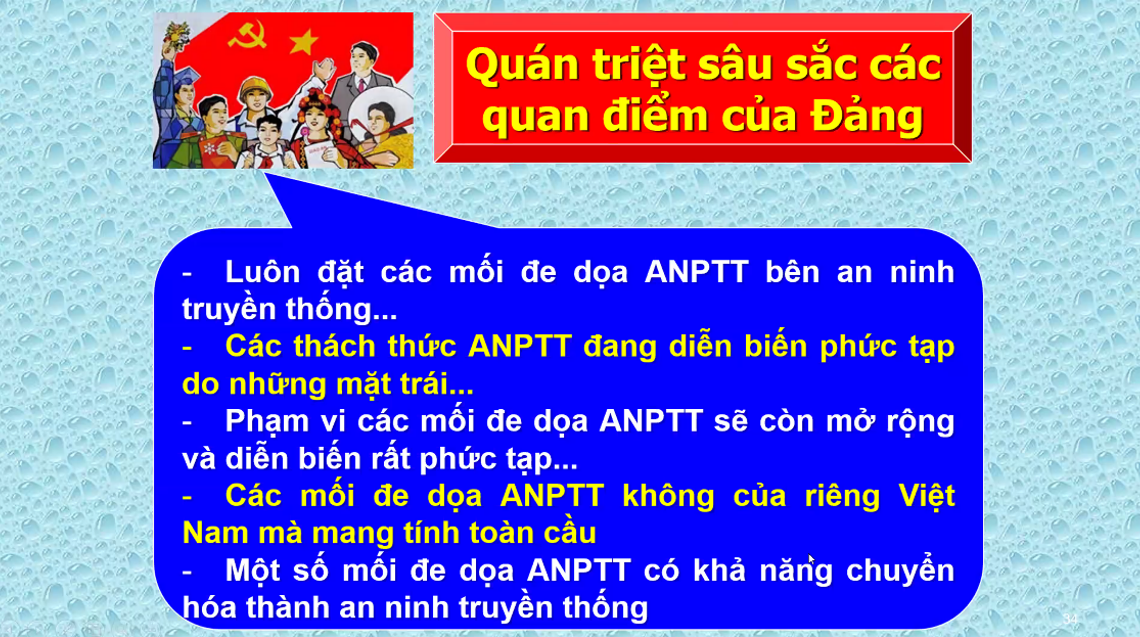 Quán triệt sâu sắc các
quan điểm của Đảng
- Luôn đặt các mối đe dọa ANPTT bên an ninh
truyền thống...
- Các thách thức ANPTT đang diễn biến phức tạp
do những mặt trái...
- Phạm vi các mối đe dọa ANPTT sẽ còn mở rộng
và diễn biến rất phức tạp...
- Các mối đe dọa ANPTT không của riêng Việt
Nam mà mang tính toàn cầu
- Một số mối đe dọa ANPTT có khả năng chuyển
hóa thành an ninh truyền thống
34